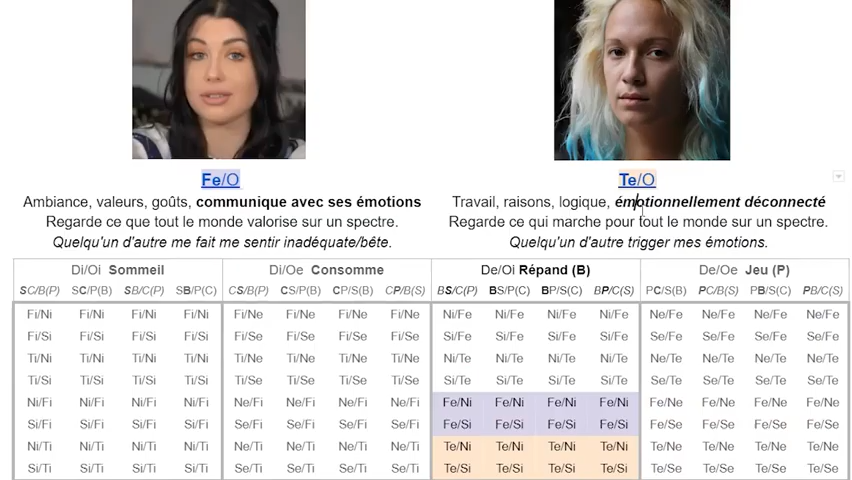 Fe/O
Te/O
Ambiance, valeurs, goûts, communique avec ses émotions
Travail, raisons, logique, émotionnellement déconnecté
Regarde ce que tout le monde valorise sur un spectre.
Regarde ce qui marche pour tout le monde sur un spectre.
Quelqu'un d'autre me fait me sentir inadéquate/bête.
Quelqu'un d'autre trigger mes émotions.
Di/Oi Sommeil Di/Oe Consomme De/Oi Répand (B) De/Oe Jeu (P)
SC/B(P) SC/P(B) SB/C(P) SB/P(C) CS/B(P) CS/P(B) CP/S(B) CP/B(S) BS/C(P) BS/P(C) BP/S(C) BP/C(S) PC/S(B) PC/B(S) PB/S(C) PB/C(S)
Fi/Ni Fi/Ni Fi/Ni Fi/Ni Fi/Ne Fi/Ne Fi/Ne Fi/Ne Ni/Fe Ni/Fe Ni/Fe Ni/Fe Ne/Fe Ne/Fe Ne/Fe Ne/Fe
Fi/Si Fi/Si Fi/Si Fi/Si Fi/Se Fi/Se Fi/Se Fi/Se Si/Fe Si/Fe Si/Fe Si/Fe Se/Fe Se/Fe Se/Fe Se/Fe
Ti/Ni Ti/Ni Ti/Ni Ti/Ni Ti/Ne Ti/Ne Ti/Ne Ti/Ne Ni/Te Ni/Te Ni/Te Ni/Te Ne/Te Ne/Te Ne/Te Ne/Te
Ti/Si Ti/Si Ti/Si Ti/Si Ti/Se Ti/Se Ti/Se Ti/Se Si/Te Si/Te Si/Te Si/Te Se/Te Se/Te Se/Te Se/Te
Ni/Fi Ni/Fi Ni/Fi Ni/Fi Ne/Fi Ne/Fi Ne/Fi Ne/Fi Fe/Ni Fe/Ni Fe/Ni Fe/Ni Fe/Ne Fe/Ne Fe/Ne Fe/Ne
Si/Fi Si/Fi Si/Fi Si/Fi Se/Fi Se/Fi Se/Fi Se/Fi Fe/Si Fe/Si Fe/Si Fe/Si Fe/Se Fe/Se Fe/Se Fe/Se
Ni/Ti Ni/Ti Ni/Ti Ni/Ti Ne/Ti Ne/Ti Ne/Ti Ne/Ti Te/Ni Te/Ni Te/Ni Te/Ni Te/Ne Te/Ne Te/Ne Te/Ne
Si/Ti Si/Ti Si/Ti Si/Ti Se/Ti Se/Ti Se/Ti Se/Ti Te/Si Te/Si Te/Si Te/Si Te/Se Te/Se Te/Se Te/Se